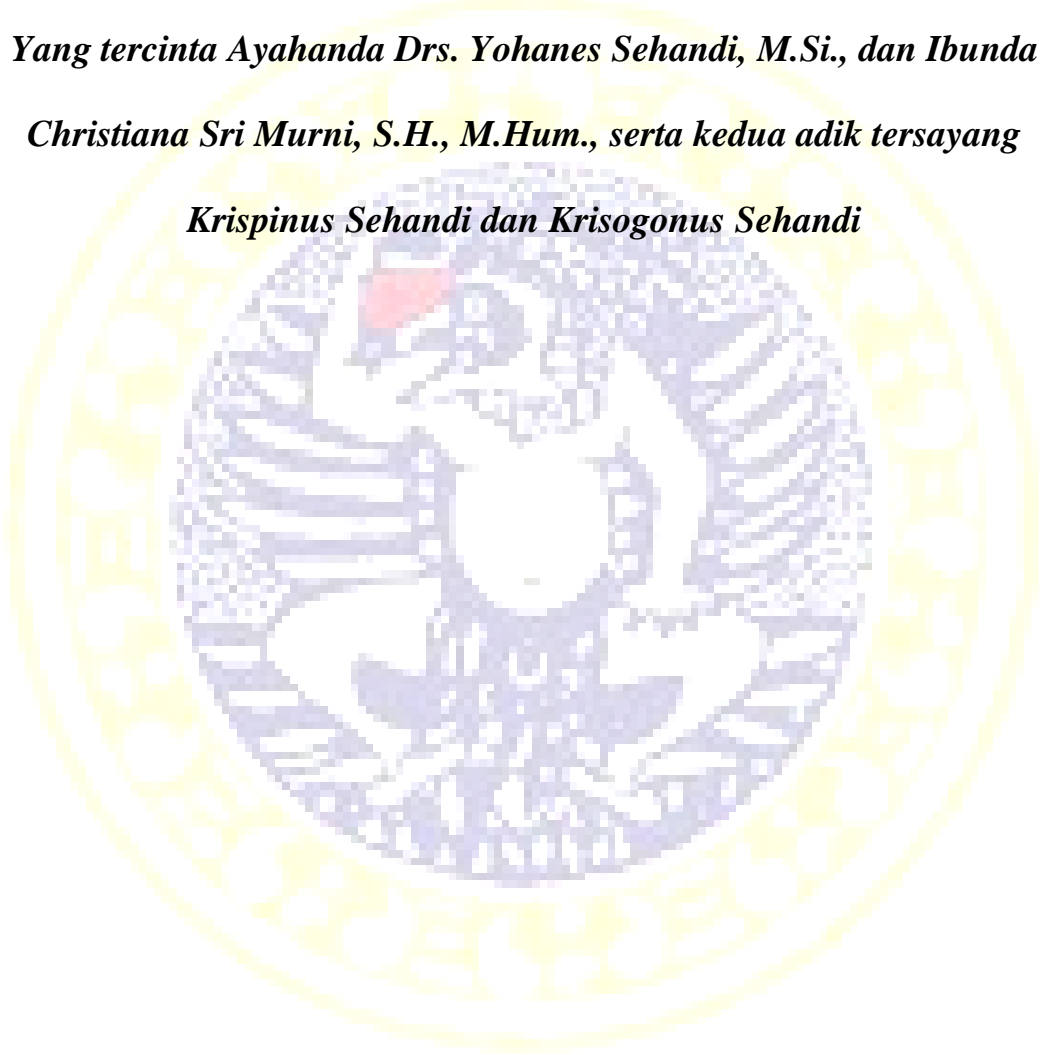 Yang tercinta Ayahanda Drs. Yohanes Sehandi, M.Si., dan Ibunda
Christiana Sri Murni, S.H., M.Hum., serta kedua adik tersayang
Krispinus Sehandi dan Krisogonus Sehandi